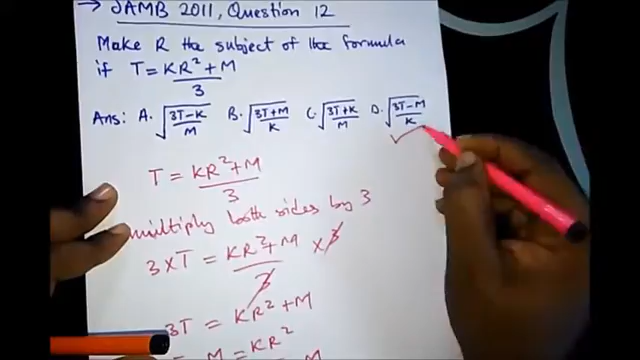 → JAMB 2011, Question 12
Make R the subject of the formula
if T = KR²+M / 3
Ans: A. √(3T-K / M) B. √(3T+M / K) C. √(3T+K / M) D. √(3T-M / K) ✓
T = KR²+M / 3
multiply both sides by 3
3×T = KR²+M / 3 × 3
3T = KR²+M
M = KR²
M